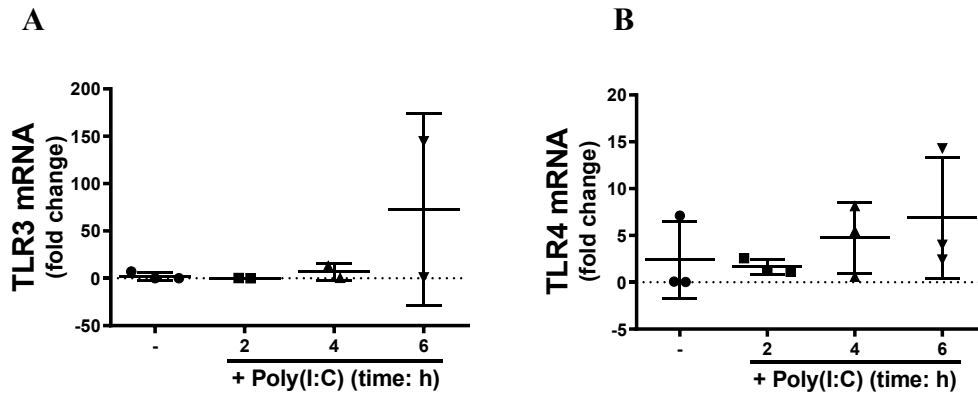 A
TLR3 mRNA
(fold change)
200
150
100
50
0
-50
-
2
4
6
+ Poly(I:C) (time: h)
B
TLR4 mRNA
(fold change)
20
15
10
5
0
-5
-
2
4
6
+ Poly(I:C) (time: h)